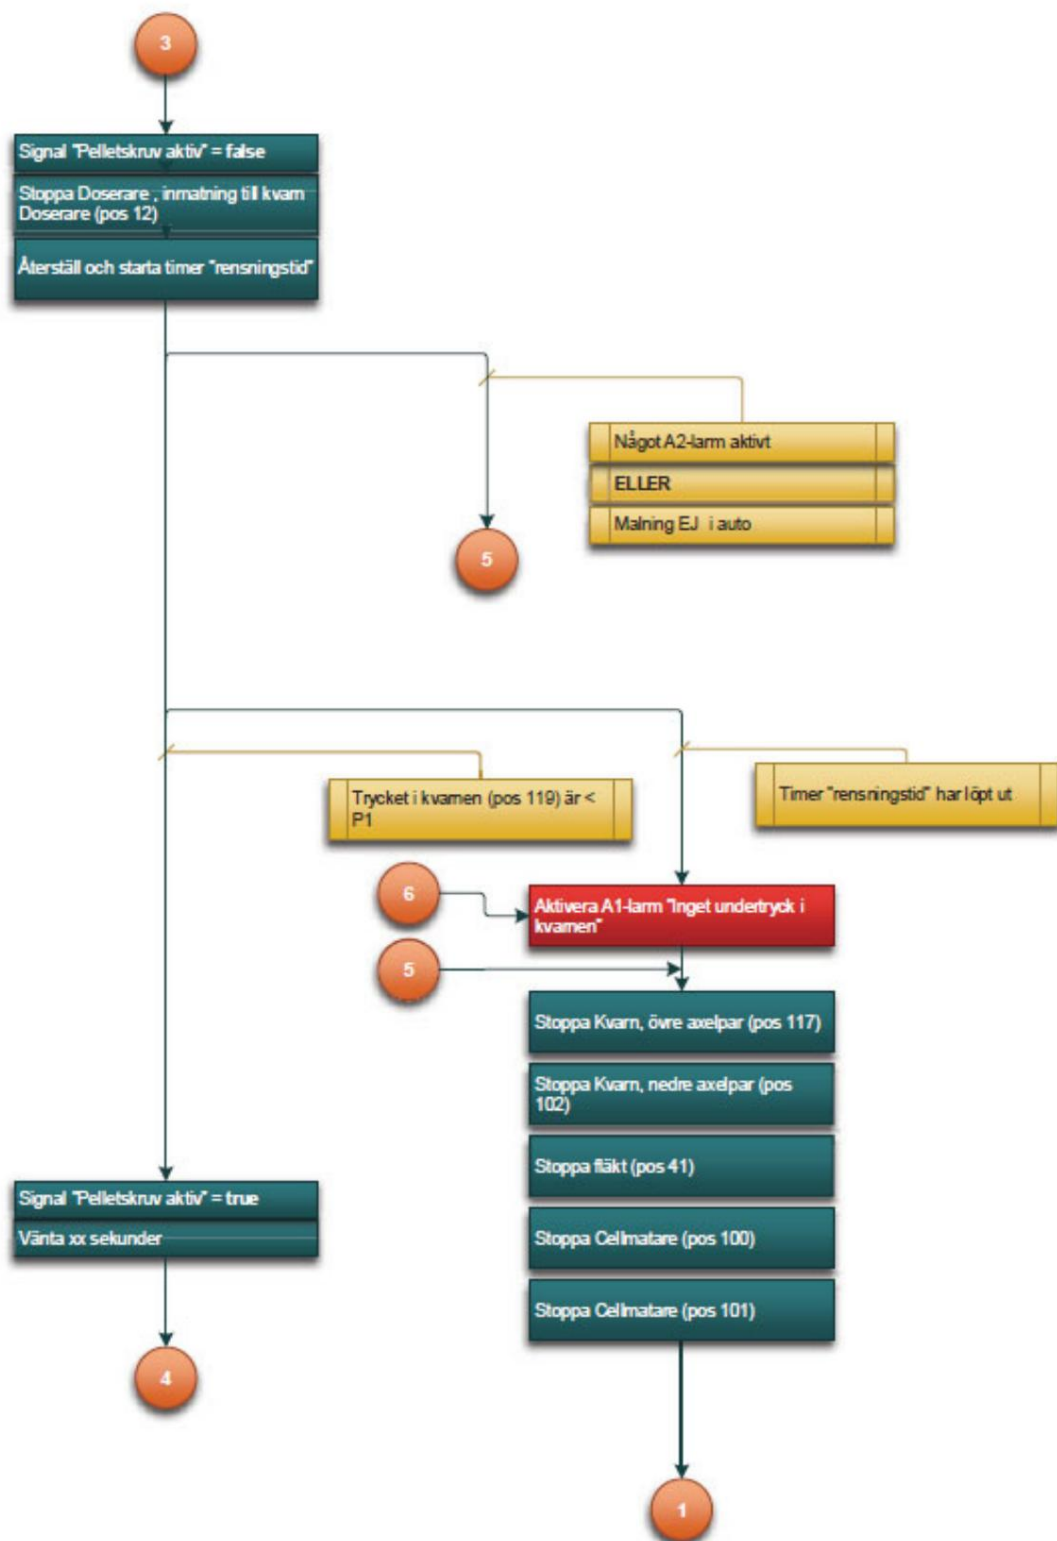 3
Signal "Pelletskruv aktiv" = false
Stoppa Doserare , inmatning till kvarn
Doserare (pos 12)
Återställ och starta timer "rensningstid"
Något A2-larm aktivt
ELLER
Malning EJ i auto
5
Trycket i kvarnen (pos 119) är <
P1
Timer "rensningstid" har löpt ut
6
Aktivera A1-larm "Inget undertryck i
kvarnen"
5
Stoppa Kvarn, övre axelpar (pos 117)
Stoppa Kvarn, nedre axelpar (pos
102)
Stoppa fläkt (pos 41)
Signal "Pelletskruv aktiv" = true
Vänta xx sekunder
Stoppa Cellmatare (pos 100)
Stoppa Cellmatare (pos 101)
4
1